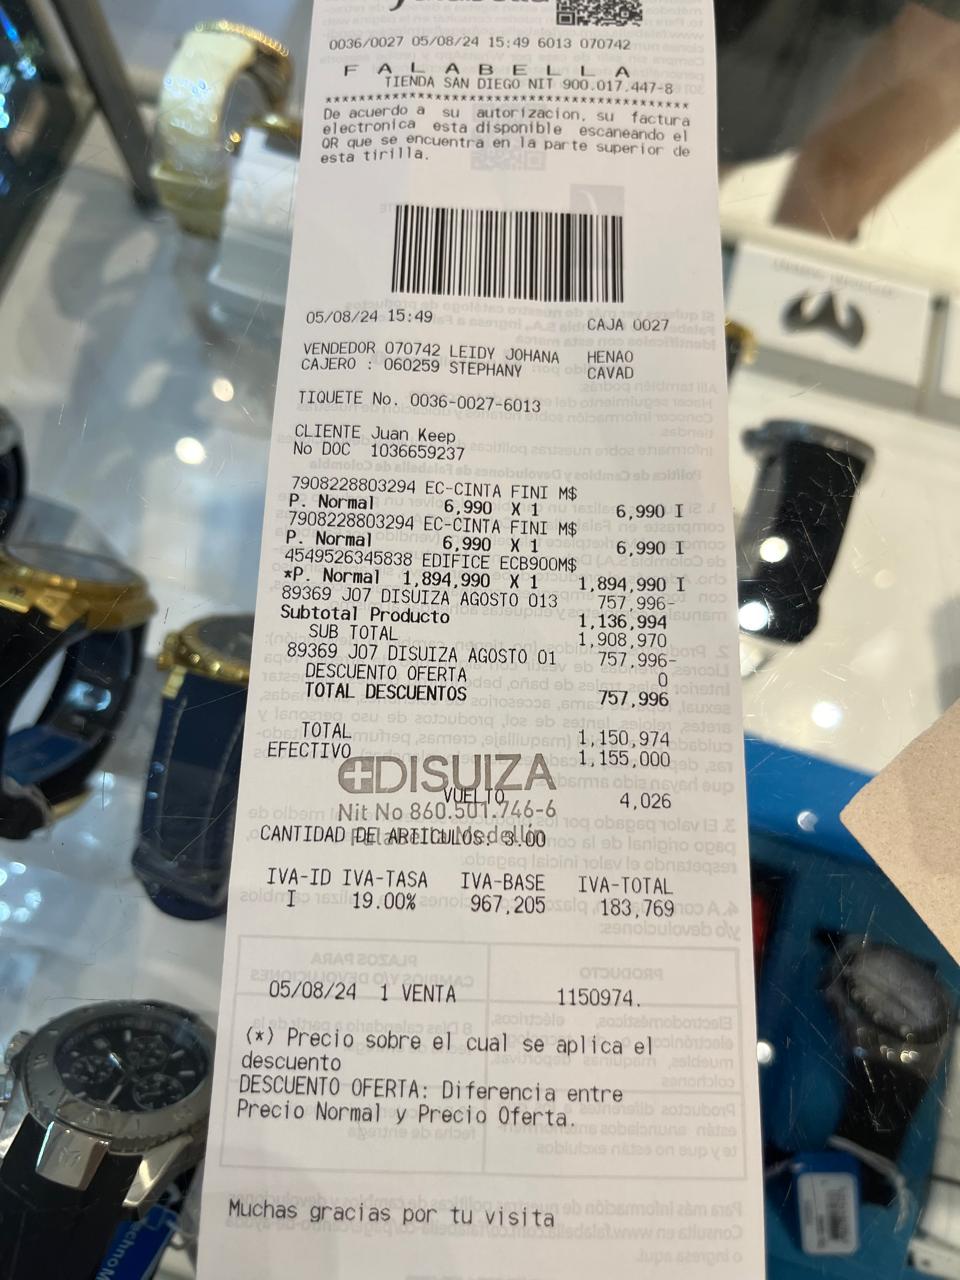 0036/0027 05/08/24 15:49 6013 070742
F A L A B E L L A
TIENDA SAN DIEGO NIT 900.017.447-8
****************************************************
De acuerdo a su autorizacion, su factura
electronica esta disponible escaneando el
QR que se encuentra en la parte superior de
esta tirilla.
05/08/24 15:49 CAJA 0027
VENDEDOR 070742 LEIDY JOHANA HENAO
CAJERO : 060259 STEPHANY CAVAD
TIQUETE No. 0036-0027-6013
CLIENTE Juan Keep
No DOC 1036659237
7908228803294 EC-CINTA FINI M$
P. Normal 6,990 X 1 6,990 I
7908228803294 EC-CINTA FINI M$
P. Normal 6,990 X 1 6,990 I
4549526345838 EDIFICE ECB900M$
*P. Normal 1,894,990 X 1 1,894,990 I
89369 J07 DISUIZA AGOSTO 013 757,996-
Subtotal Producto 1,136,994
SUB TOTAL 1,908,970
89369 J07 DISUIZA AGOSTO 01 757,996-
DESCUENTO OFERTA 0
TOTAL DESCUENTOS 757,996
TOTAL 1,150,974
EFECTIVO 1,155,000
DISUIZA
VUELTO 4,026
Nit No 860.501.746-6
Falabella Medellín
CANTIDAD DE ARTICULOS: 3.00
IVA-ID IVA-TASA IVA-BASE IVA-TOTAL
I 19.00% 967,205 183,769
05/08/24 1 VENTA 1150974.
(*) Precio sobre el cual se aplica el
descuento
DESCUENTO OFERTA: Diferencia entre
Precio Normal y Precio Oferta.
Muchas gracias por tu visita